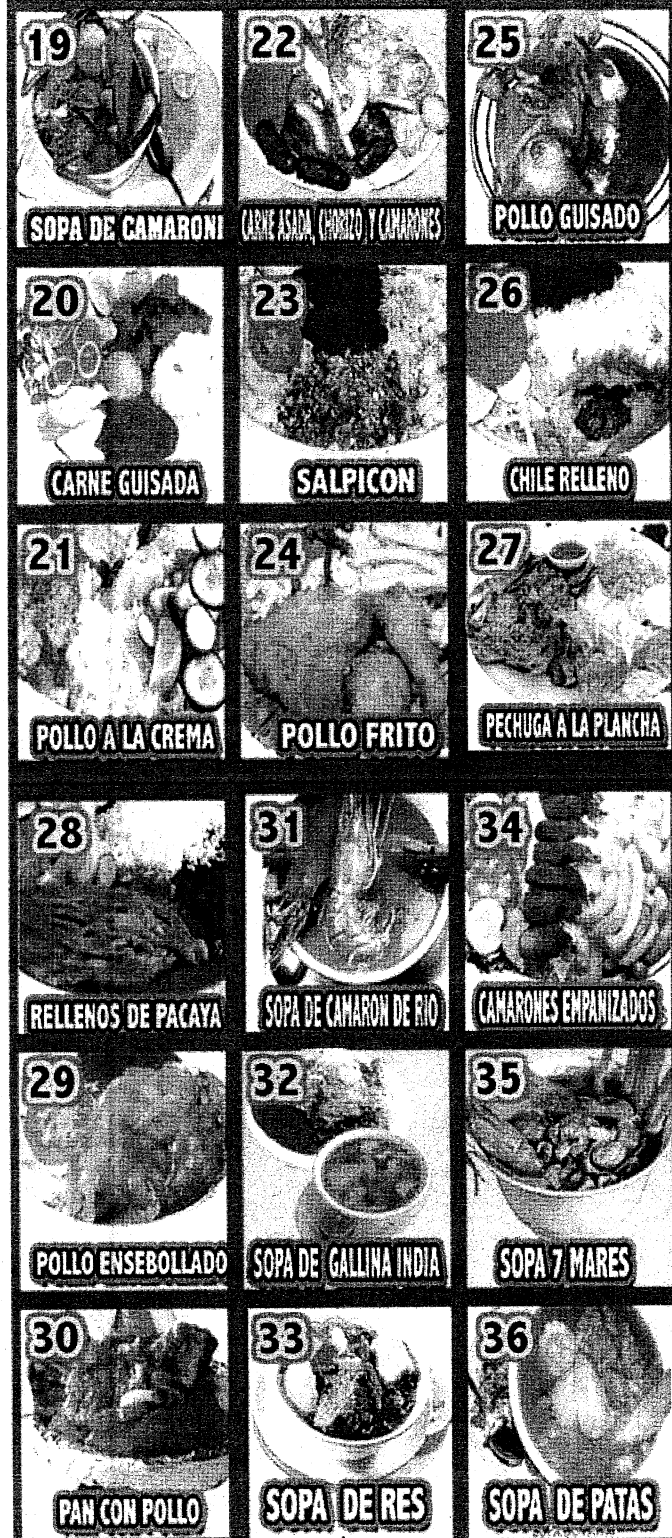 19
SOPA DE CAMARONE
22
CARNE ASADA, CHORIZO, Y CAMARONES
25
POLLO GUISADO
20
CARNE GUISADA
23
SALPICON
26
CHILE RELLENO
21
POLLO A LA CREMA
24
POLLO FRITO
27
PECHUGA A LA PLANCHA
28
RELLENOS DE PACAYA
31
SOPA DE CAMARON DE RIO
34
CAMARONES EMPANIZADOS
29
POLLO ENSEBOLLADO
32
SOPA DE GALLINA INDIA
35
SOPA 7 MARES
30
PAN CON POLLO
33
SOPA DE RES
36
SOPA DE PATAS